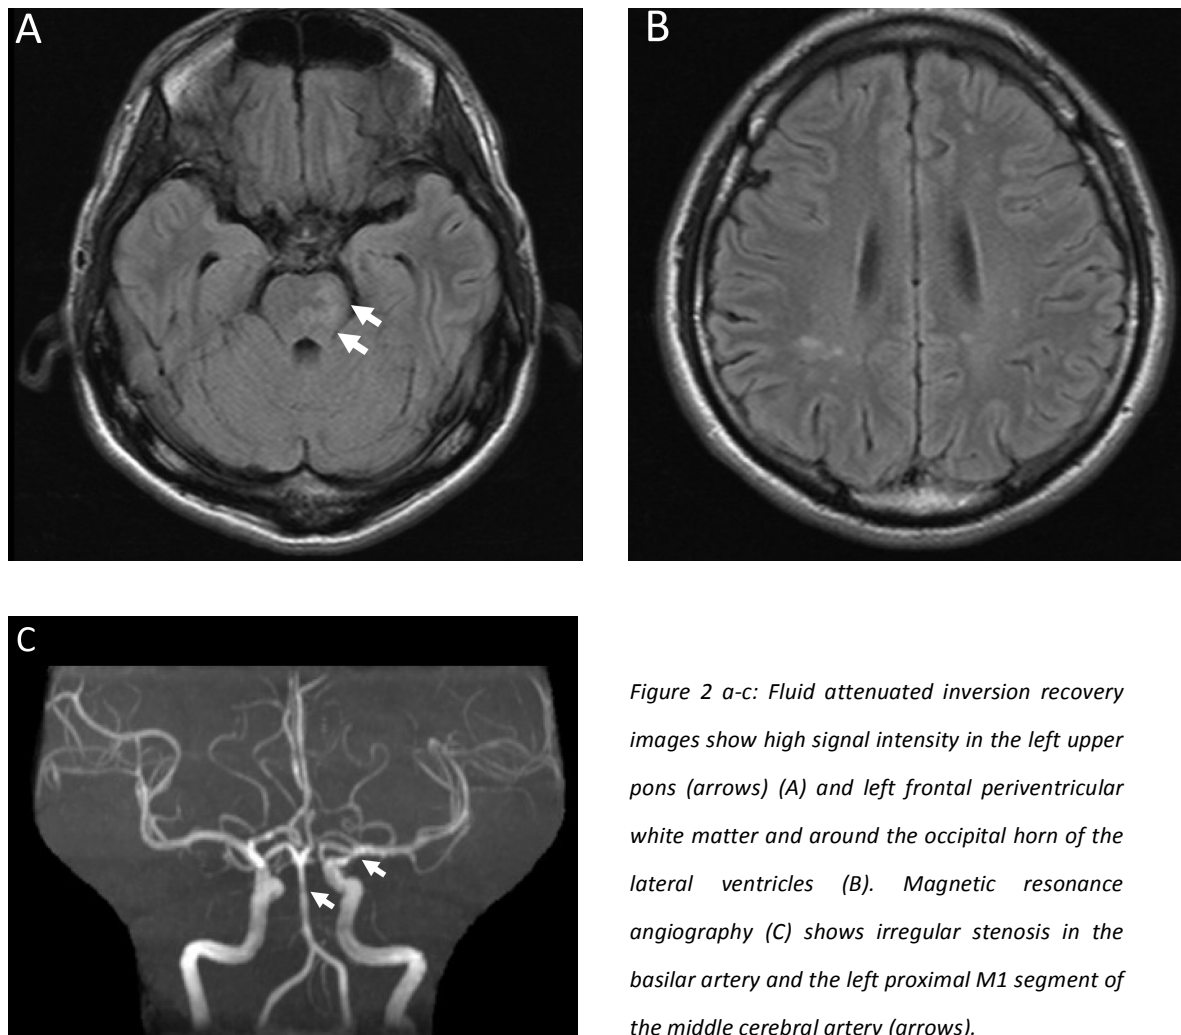 A
B
C
Figure 2 a-c: Fluid attenuated inversion recovery
images show high signal intensity in the left upper
pons (arrows) (A) and left frontal periventricular
white matter and around the occipital horn of the
lateral ventricles (B). Magnetic resonance
angiography (C) shows irregular stenosis in the
basilar artery and the left proximal M1 segment of
the middle cerebral artery (arrows).